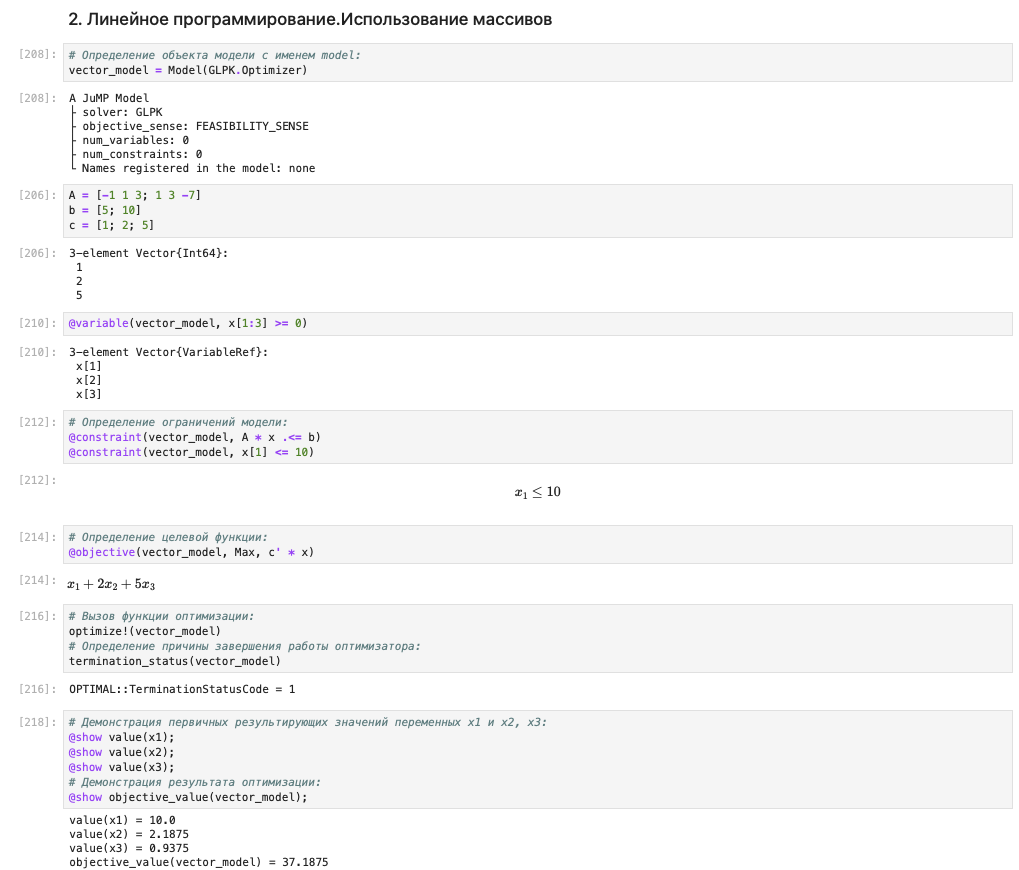 2. Линейное программирование.Использование массивов
[208]: # Определение объекта модели с именем model:
vector_model = Model(GLPK.Optimizer)
[208]: A JuMP Model
├ solver: GLPK
├ objective_sense: FEASIBILITY_SENSE
├ num_variables: 0
├ num_constraints: 0
└ Names registered in the model: none
[206]: A = [-1 1 3; 1 3 -7]
b = [5; 10]
c = [1; 2; 5]
[206]: 3-element Vector{Int64}:
1
2
5
[210]: @variable(vector_model, x[1:3] >= 0)
[210]: 3-element Vector{VariableRef}:
x[1]
x[2]
x[3]
[212]: # Определение ограничений модели:
@constraint(vector_model, A * x .<= b)
@constraint(vector_model, x[1] <= 10)
[212]:
x₁ ≤ 10
[214]: # Определение целевой функции:
@objective(vector_model, Max, c' * x)
[214]: x₁ + 2x₂ + 5x₃
[216]: # Вызов функции оптимизации:
optimize!(vector_model)
# Определение причины завершения работы оптимизатора:
termination_status(vector_model)
[216]: OPTIMAL::TerminationStatusCode = 1
[218]: # Демонстрация первичных результирующих значений переменных x1 и x2, x3:
@show value(x1);
@show value(x2);
@show value(x3);
# Демонстрация результата оптимизации:
@show objective_value(vector_model);
value(x1) = 10.0
value(x2) = 2.1875
value(x3) = 0.9375
objective_value(vector_model) = 37.1875